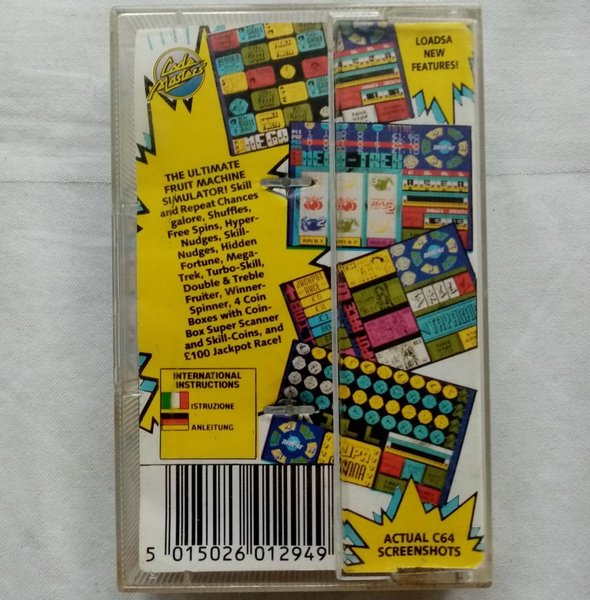 Code
Masters
LOADSA
NEW
FEATURES!
THE ULTIMATE
FRUIT MACHINE
SIMULATOR! Skill
and Repeat Chances
galore, Shuffles,
Free Spins, Hyper-
Nudges, Skill-
Nudges, Hidden
Fortune, Mega-
Trek, Turbo-Skill,
Double & Treble
Fruiter, Winner-
Spinner, 4 Coin
Boxes with Coin-
Box Super Scanner
and Skill-Coins, and
£100 Jackpot Race!
INTERNATIONAL
INSTRUCTIONS
ISTRUZIONE
ANLEITUNG
5 015026 012949
ACTUAL C64
SCREENSHOTS